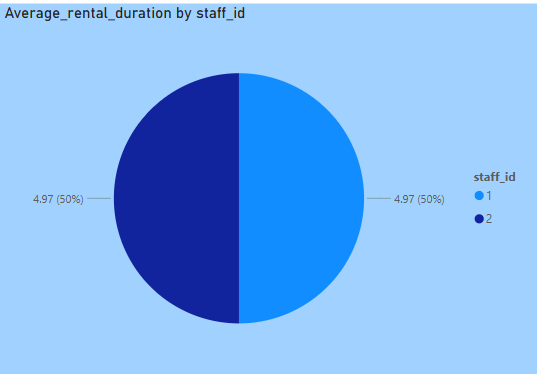 Average_rental_duration by staff_id
4.97 (50%)
4.97 (50%)
staff_id
1
2